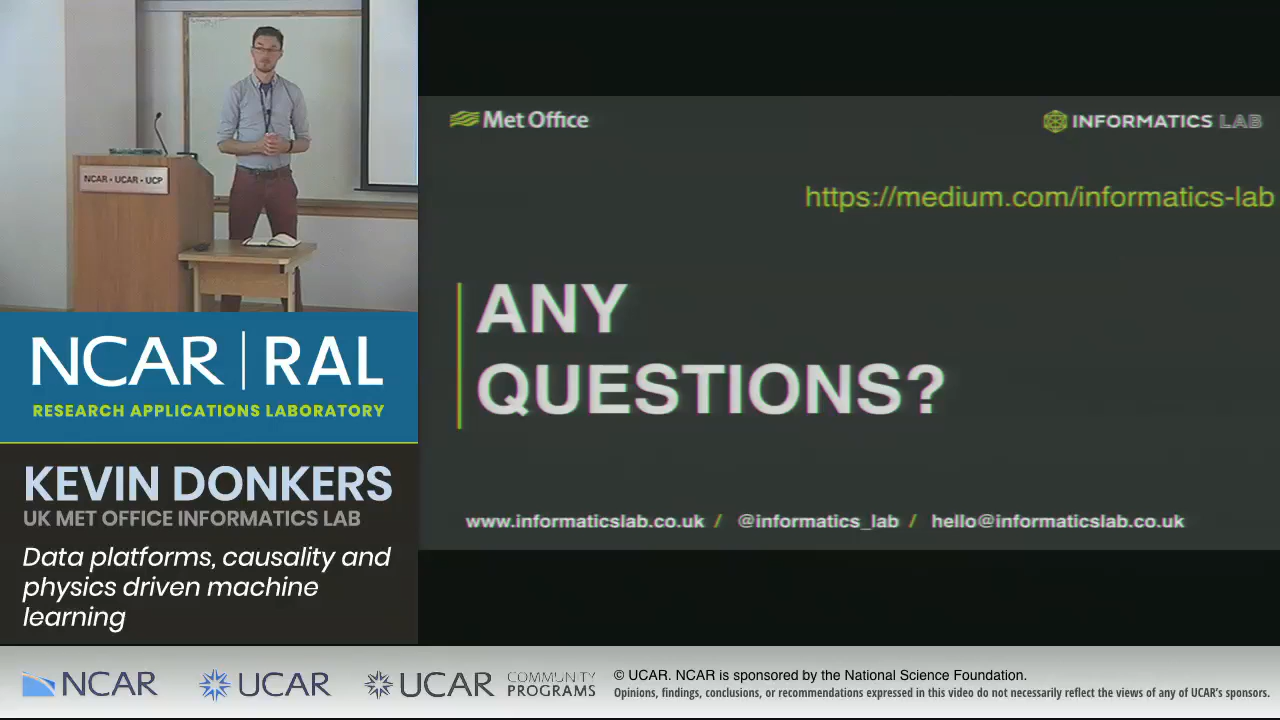 NCAR • UCAR • UCP
NCAR | RAL
RESEARCH APPLICATIONS LABORATORY
KEVIN DONKERS
UK MET OFFICE INFORMATICS LAB
Data platforms, causality and
physics driven machine
learning
Met Office
INFORMATICS LAB
https://medium.com/informatics-lab
ANY
QUESTIONS?
www.informaticslab.co.uk / @informatics_lab / hello@informaticslab.co.uk
NCAR
UCAR
UCAR
COMMUNITY
PROGRAMS
© UCAR. NCAR is sponsored by the National Science Foundation.
Opinions, findings, conclusions, or recommendations expressed in this video do not necessarily reflect the views of any of UCAR's sponsors.